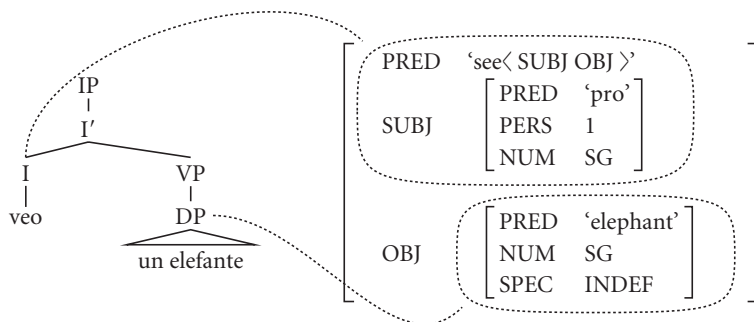 IP
I′
I VP
veo DP
un elefante
PRED ‘see〈 SUBJ OBJ 〉’
SUBJ PRED ‘pro’
PERS 1
NUM SG
OBJ PRED ‘elephant’
NUM SG
SPEC INDEF